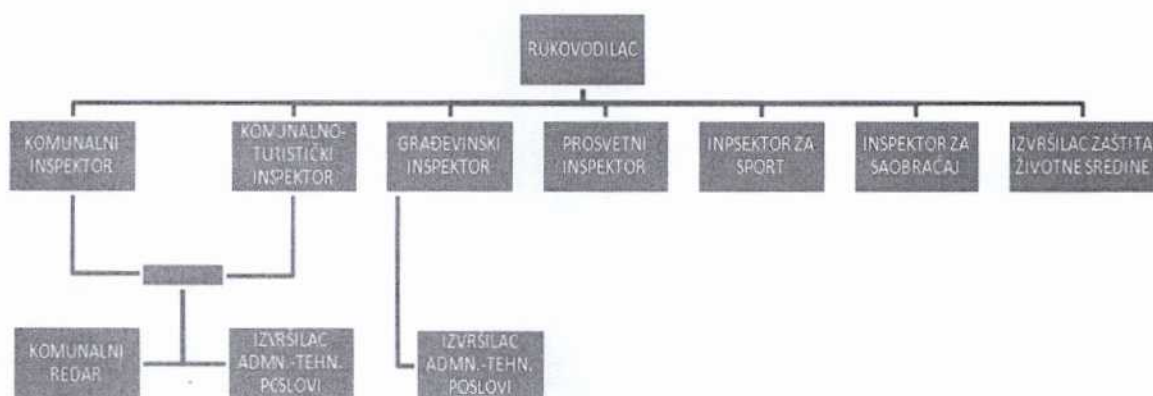 RUKOVODILAC
KOMUNALNI
INSPEKTOR
KOMUNALNO-
TURISTIČKI
INSPEKTOR
GRAĐEVINSKI
INSPEKTOR
PROSVETNI
INSPEKTOR
INPSEKTOR ZA
SPORT
INSPEKTOR ZA
SAOBRAĆAJ
IZVRŠILAC ZAŠTITA
ŽIVOTNE SREDINE
KOMUNALNI
REDAR
IZVRŠILAC
ADMN.-TEHN.
POSLOVI
IZVRŠILAC
ADMN.-TEHN.
POSLOVI